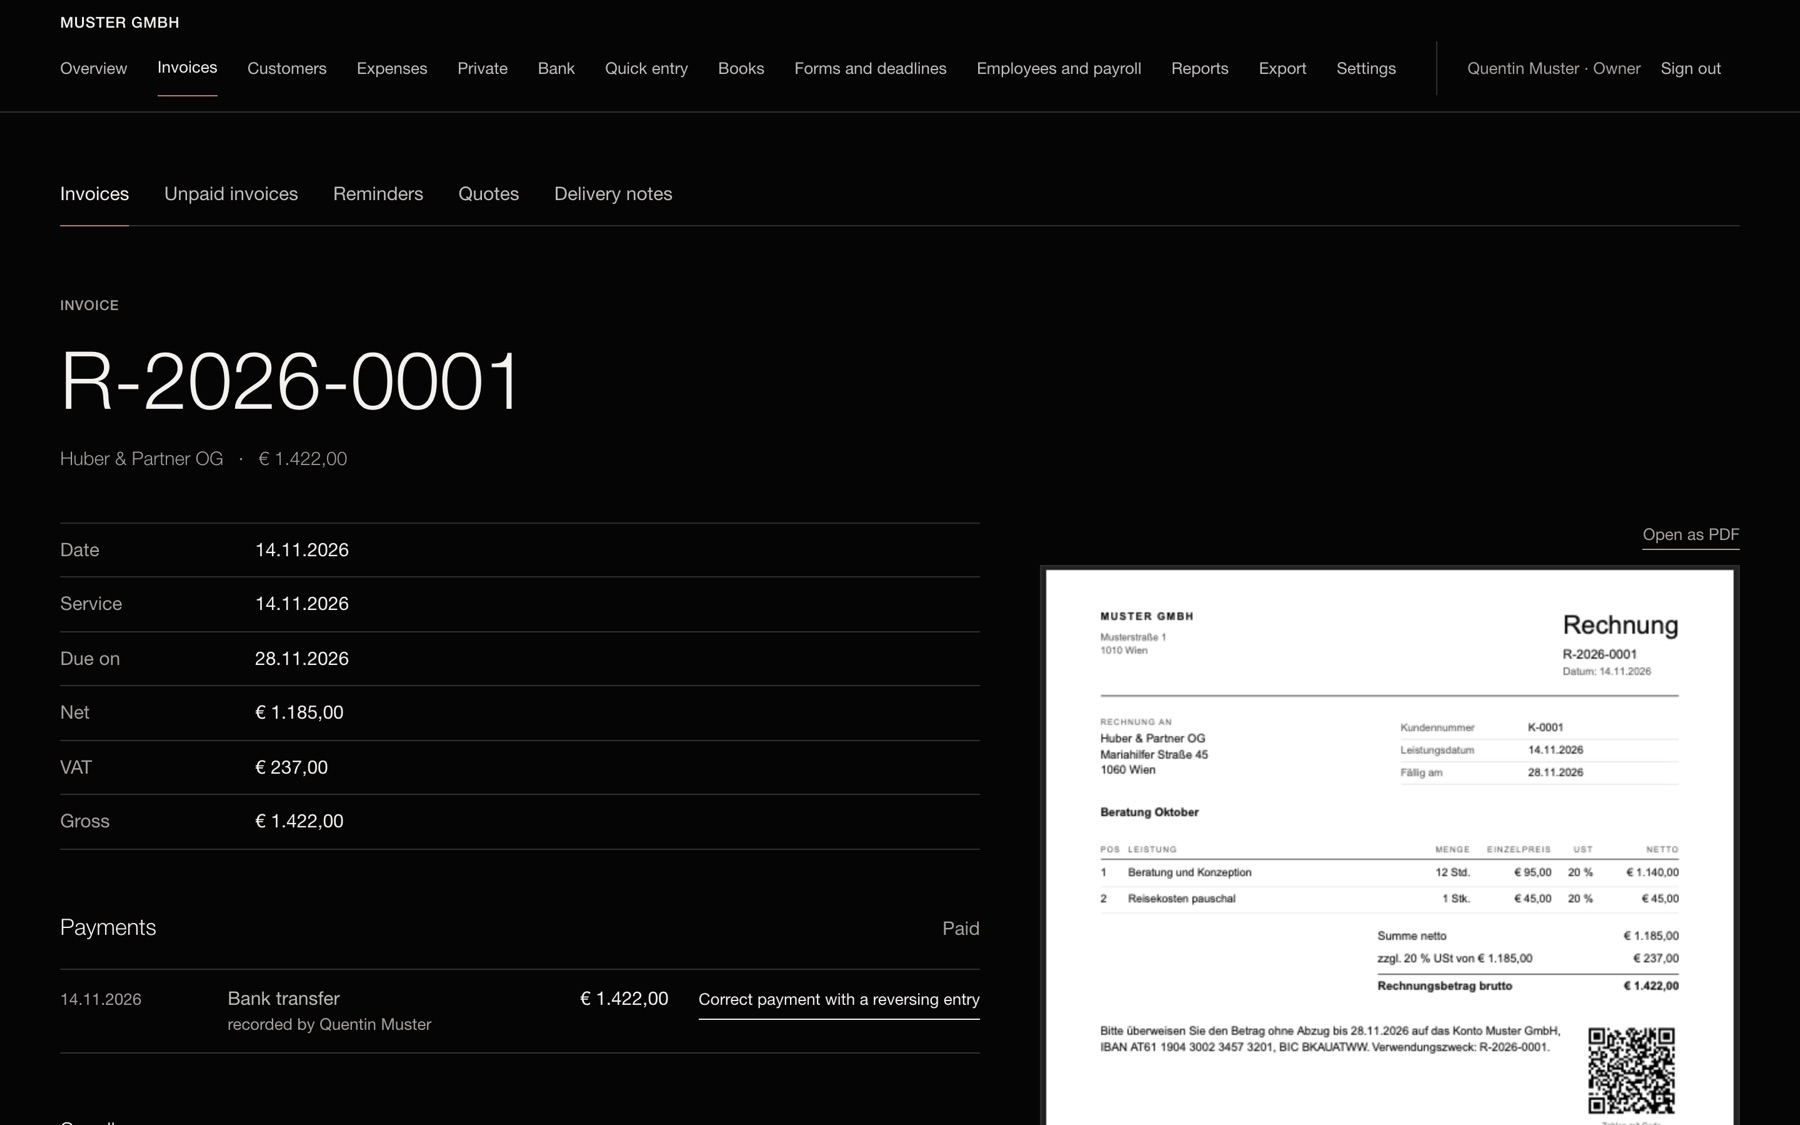 MUSTER GMBH
Overview Invoices Customers Expenses Private Bank Quick entry Books Forms and deadlines Employees and payroll Reports Export Settings Quentin Muster · Owner Sign out
Invoices Unpaid invoices Reminders Quotes Delivery notes
INVOICE
R-2026-0001
Huber & Partner OG · € 1.422,00
Date 14.11.2026
Service 14.11.2026
Due on 28.11.2026
Net € 1.185,00
VAT € 237,00
Gross € 1.422,00
Payments Paid
14.11.2026 Bank transfer € 1.422,00 Correct payment with a reversing entry
recorded by Quentin Muster
Open as PDF
MUSTER GMBH
Musterstraße 1
1010 Wien
Rechnung
R-2026-0001
Datum: 14.11.2026
RECHNUNG AN
Huber & Partner OG
Mariahilfer Straße 45
1060 Wien
Kundennummer K-0001
Leistungsdatum 14.11.2026
Fällig am 28.11.2026
Beratung Oktober
POS LEISTUNG MENGE EINZELPREIS UST NETTO
1 Beratung und Konzeption 12 Std. € 95,00 20 % € 1.140,00
2 Reisekosten pauschal 1 Stk. € 45,00 20 % € 45,00
Summe netto € 1.185,00
zzgl. 20 % USt von € 1.185,00 € 237,00
Rechnungsbetrag brutto € 1.422,00
Bitte überweisen Sie den Betrag ohne Abzug bis 28.11.2026 auf das Konto Muster GmbH,
IBAN AT61 1904 3002 3457 3201, BIC BKAUATWW. Verwendungszweck: R-2026-0001.